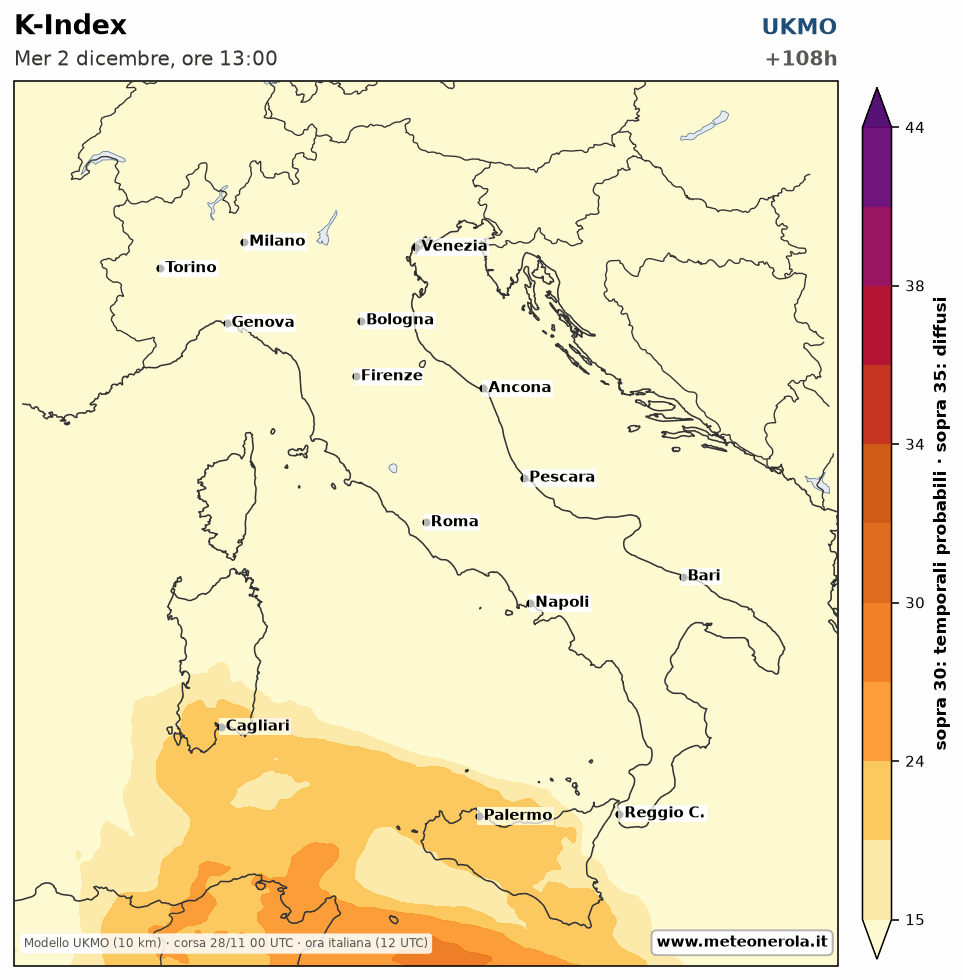 K-Index
UKMO
Mer 2 dicembre, ore 13:00
+108h
44
Milano
Venezia
Torino
38
Genova
Bologna
Firenze
Ancona
34
Pescara
Roma
Bari
Napoli
30
sopra 30: temporali probabili · sopra 35: diffusi
Cagliari
24
Palermo
Reggio C.
15
Modello UKMO (10 km) · corsa 28/11 00 UTC · ora italiana (12 UTC)
www.meteonerola.it